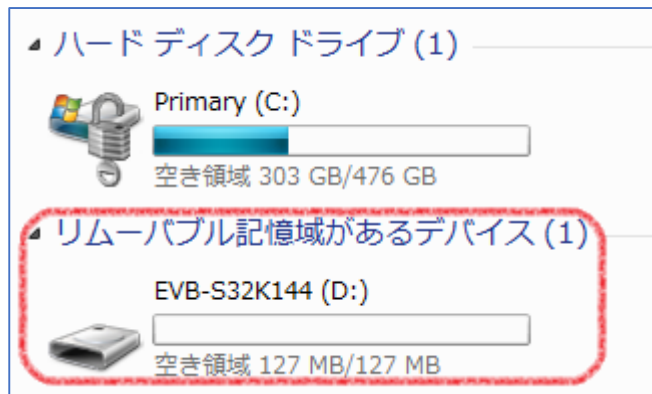 ハード ディスク ドライブ (1)
Primary (C:)
空き領域 303 GB/476 GB
リムーバブル記憶域があるデバイス (1)
EVB-S32K144 (D:)
空き領域 127 MB/127 MB